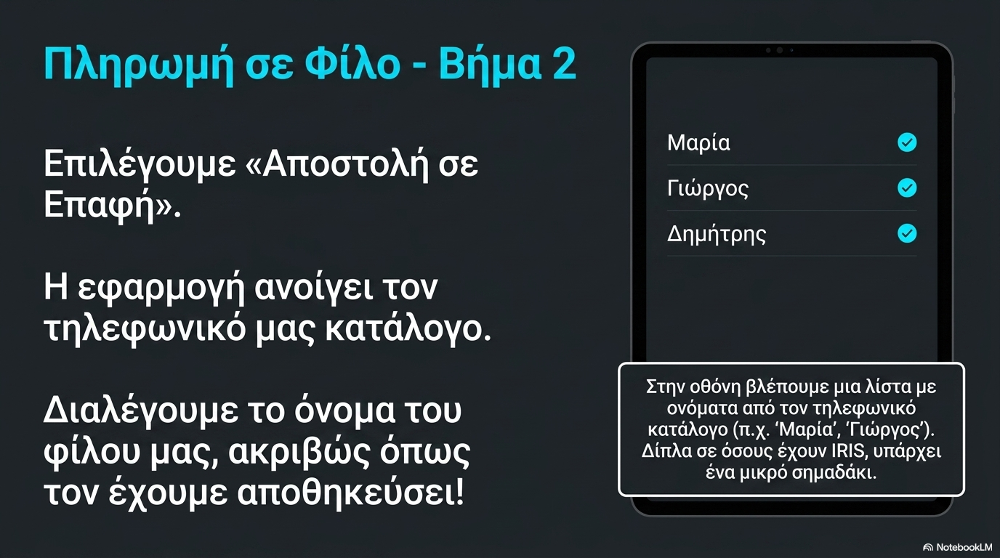 Πληρωμή σε Φίλο - Βήμα 2
Επιλέγουμε «Αποστολή σε
Επαφή».
Η εφαρμογή ανοίγει τον
τηλεφωνικό μας κατάλογο.
Διαλέγουμε το όνομα του
φίλου μας, ακριβώς όπως
τον έχουμε αποθηκεύσει!
Μαρία
Γιώργος
Δημήτρης
Στην οθόνη βλέπουμε μια λίστα με
ονόματα από τον τηλεφωνικό
κατάλογο (π.χ. ‘Μαρία’, ‘Γιώργος’).
Δίπλα σε όσους έχουν IRIS, υπάρχει
ένα μικρό σημαδάκι.
NotebookLM